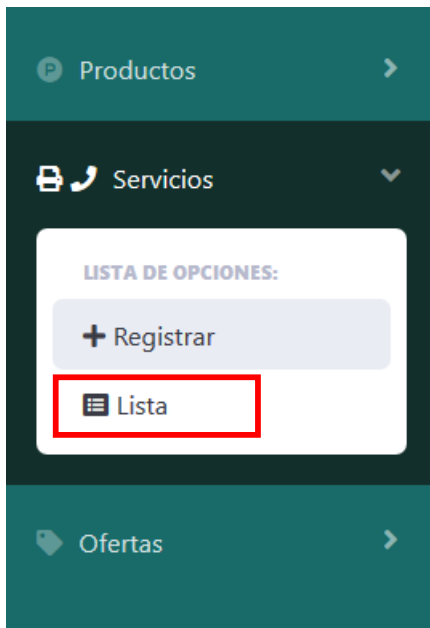 Productos
Servicios
LISTA DE OPCIONES:
Registrar
Lista
Ofertas